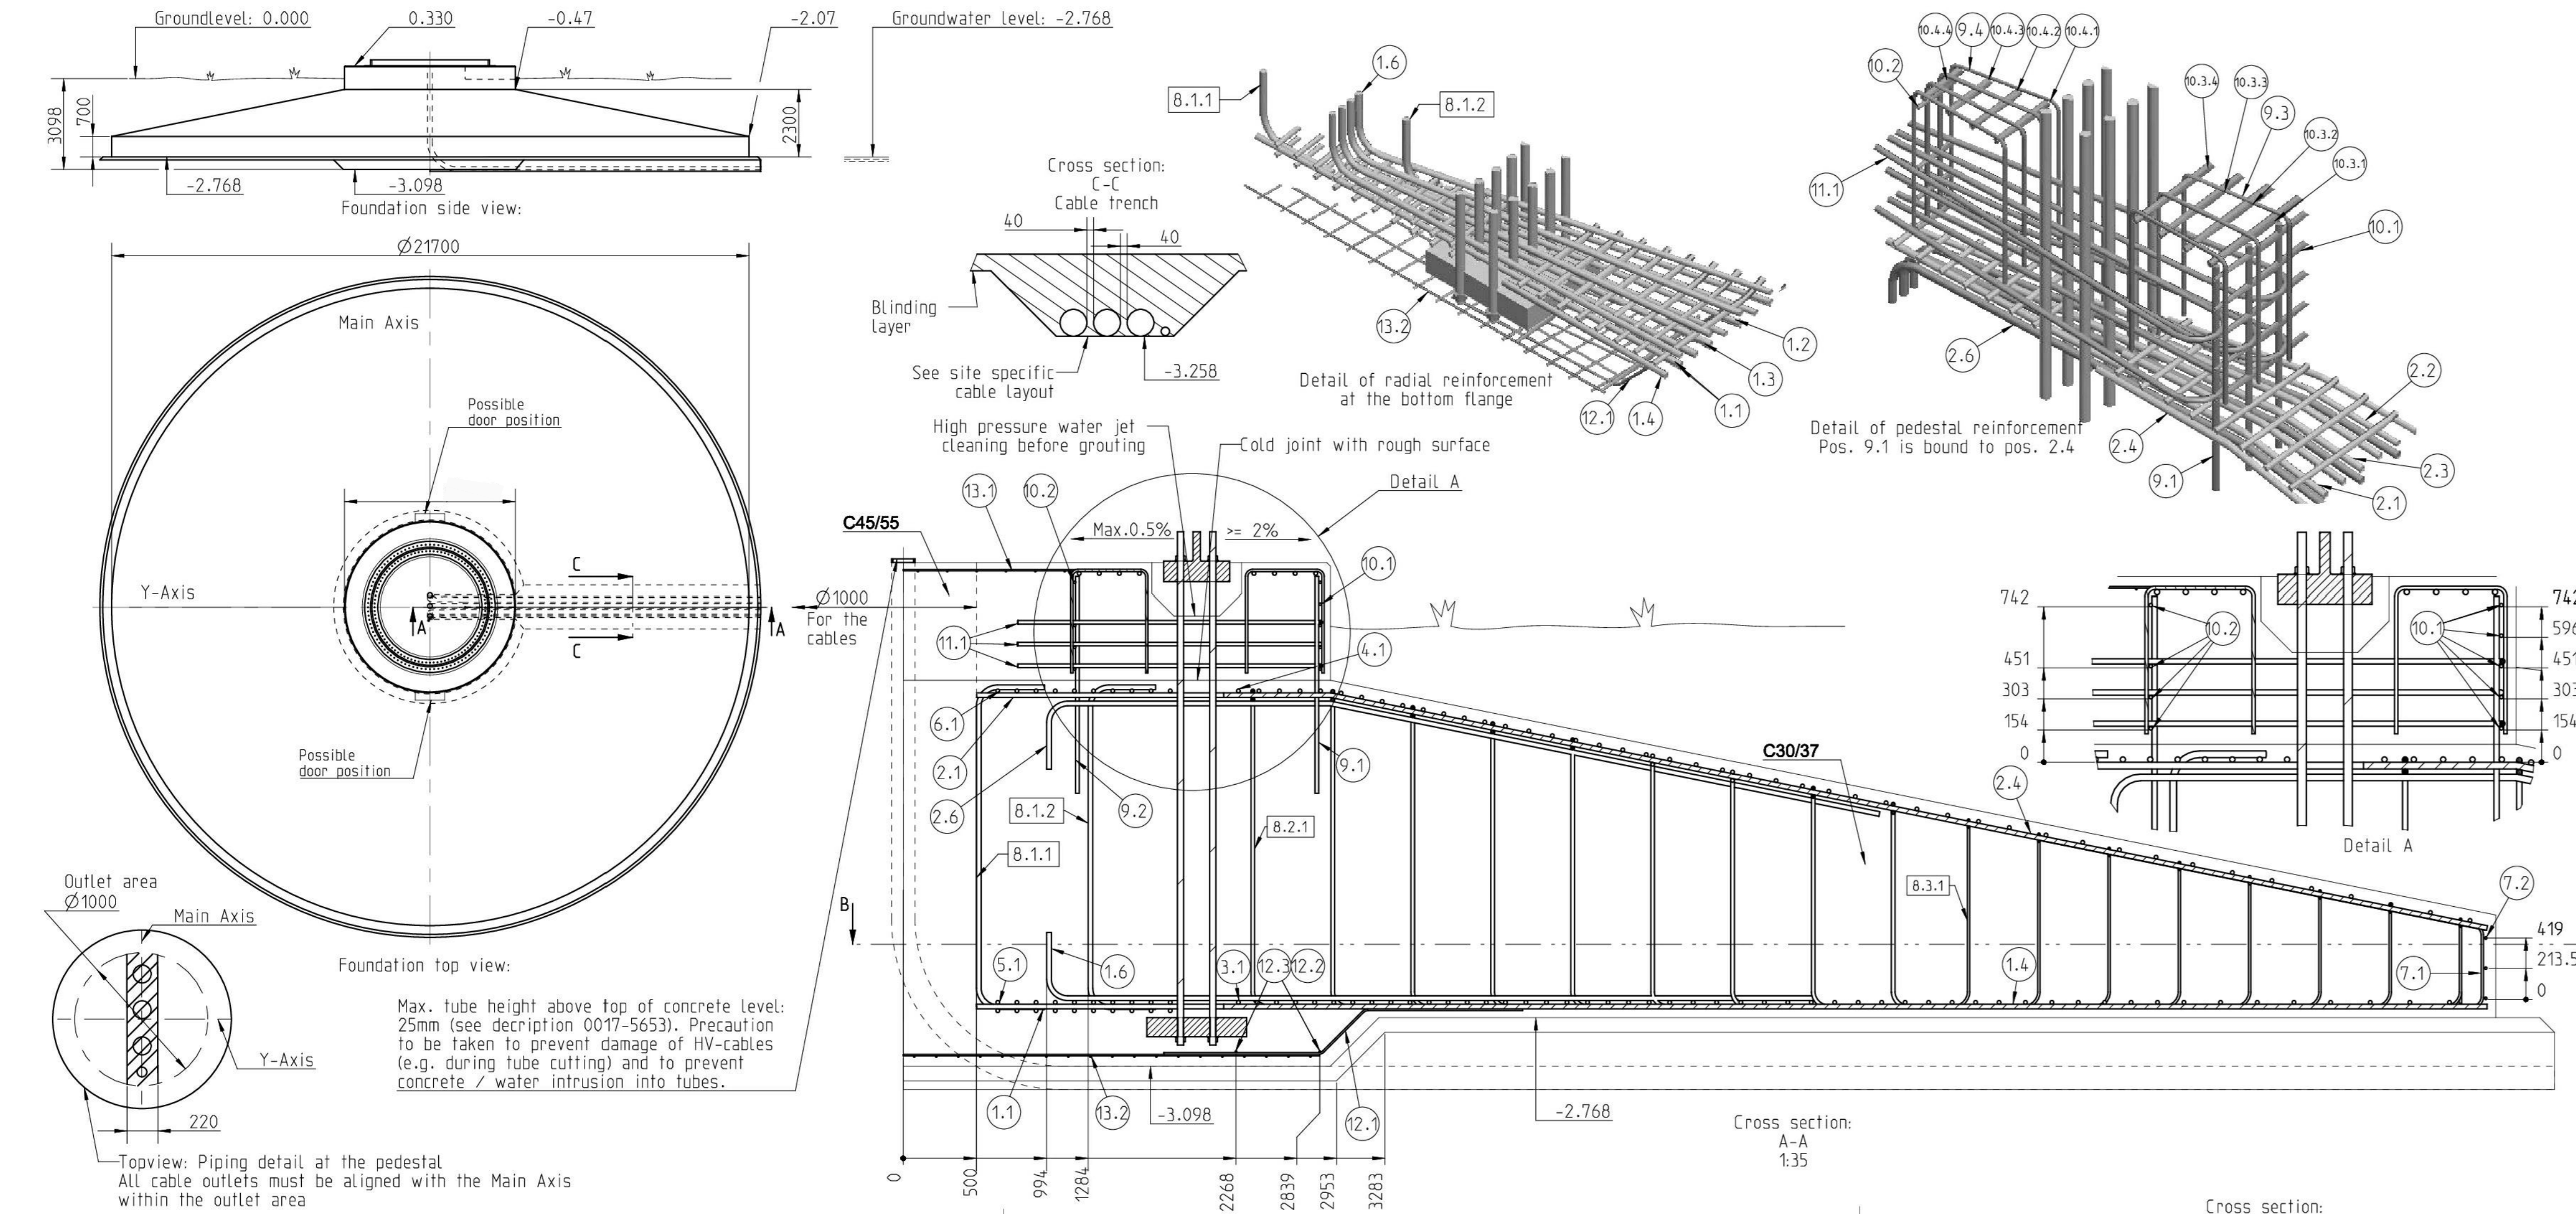 Groundlevel: 0.000
0.330
-0.47
-2.07
Groundwater level: -2.768
3098
700
2300
-2.768
-3.098
Foundation side view:
Ø21700
Main Axis
Y-Axis
Possible
door position
C
C
A
A
Possible
door position
Foundation top view:
Outlet area
Ø1000
Main Axis
Y-Axis
220
Topview: Piping detail at the pedestal
All cable outlets must be aligned with the Main Axis
within the outlet area
Max. tube height above top of concrete level:
25mm (see decription 0017-5653). Precaution
to be taken to prevent damage of HV-cables
(e.g. during tube cutting) and to prevent
concrete / water intrusion into tubes.
Cross section:
C-C
Cable trench
40
40
Blinding
layer
See site specific
cable layout
-3.258
8.1.1
1.6
8.1.2
13.2
1.2
1.3
1.1
1.4
12.1
Detail of radial reinforcement
at the bottom flange
10.4.4
9.4
10.4.3
10.4.2
10.4.1
10.2
10.3.4
10.3.3
9.3
10.3.2
10.3.1
11.1
10.1
2.6
2.2
2.4
2.3
9.1
2.1
Detail of pedestal reinforcement
Pos. 9.1 is bound to pos. 2.4
High pressure water jet
cleaning before grouting
Cold joint with rough surface
Detail A
13.1
10.2
C45/55
Max.0.5%
>= 2%
10.1
Ø1000
For the
cables
11.1
4.1
6.1
2.1
2.6
8.1.2
9.2
8.2.1
9.1
8.1.1
C30/37
2.4
8.3.1
B
5.1
1.6
3.1
12.3
12.2
1.4
7.1
7.2
419
213.5
0
1.1
13.2
-3.098
12.1
-2.768
0
500
994
1284
2268
2839
2953
3283
Cross section:
A-A
1:35
742
451
303
154
0
10.2
10.1
742
596
451
303
154
0
Detail A
Cross section: